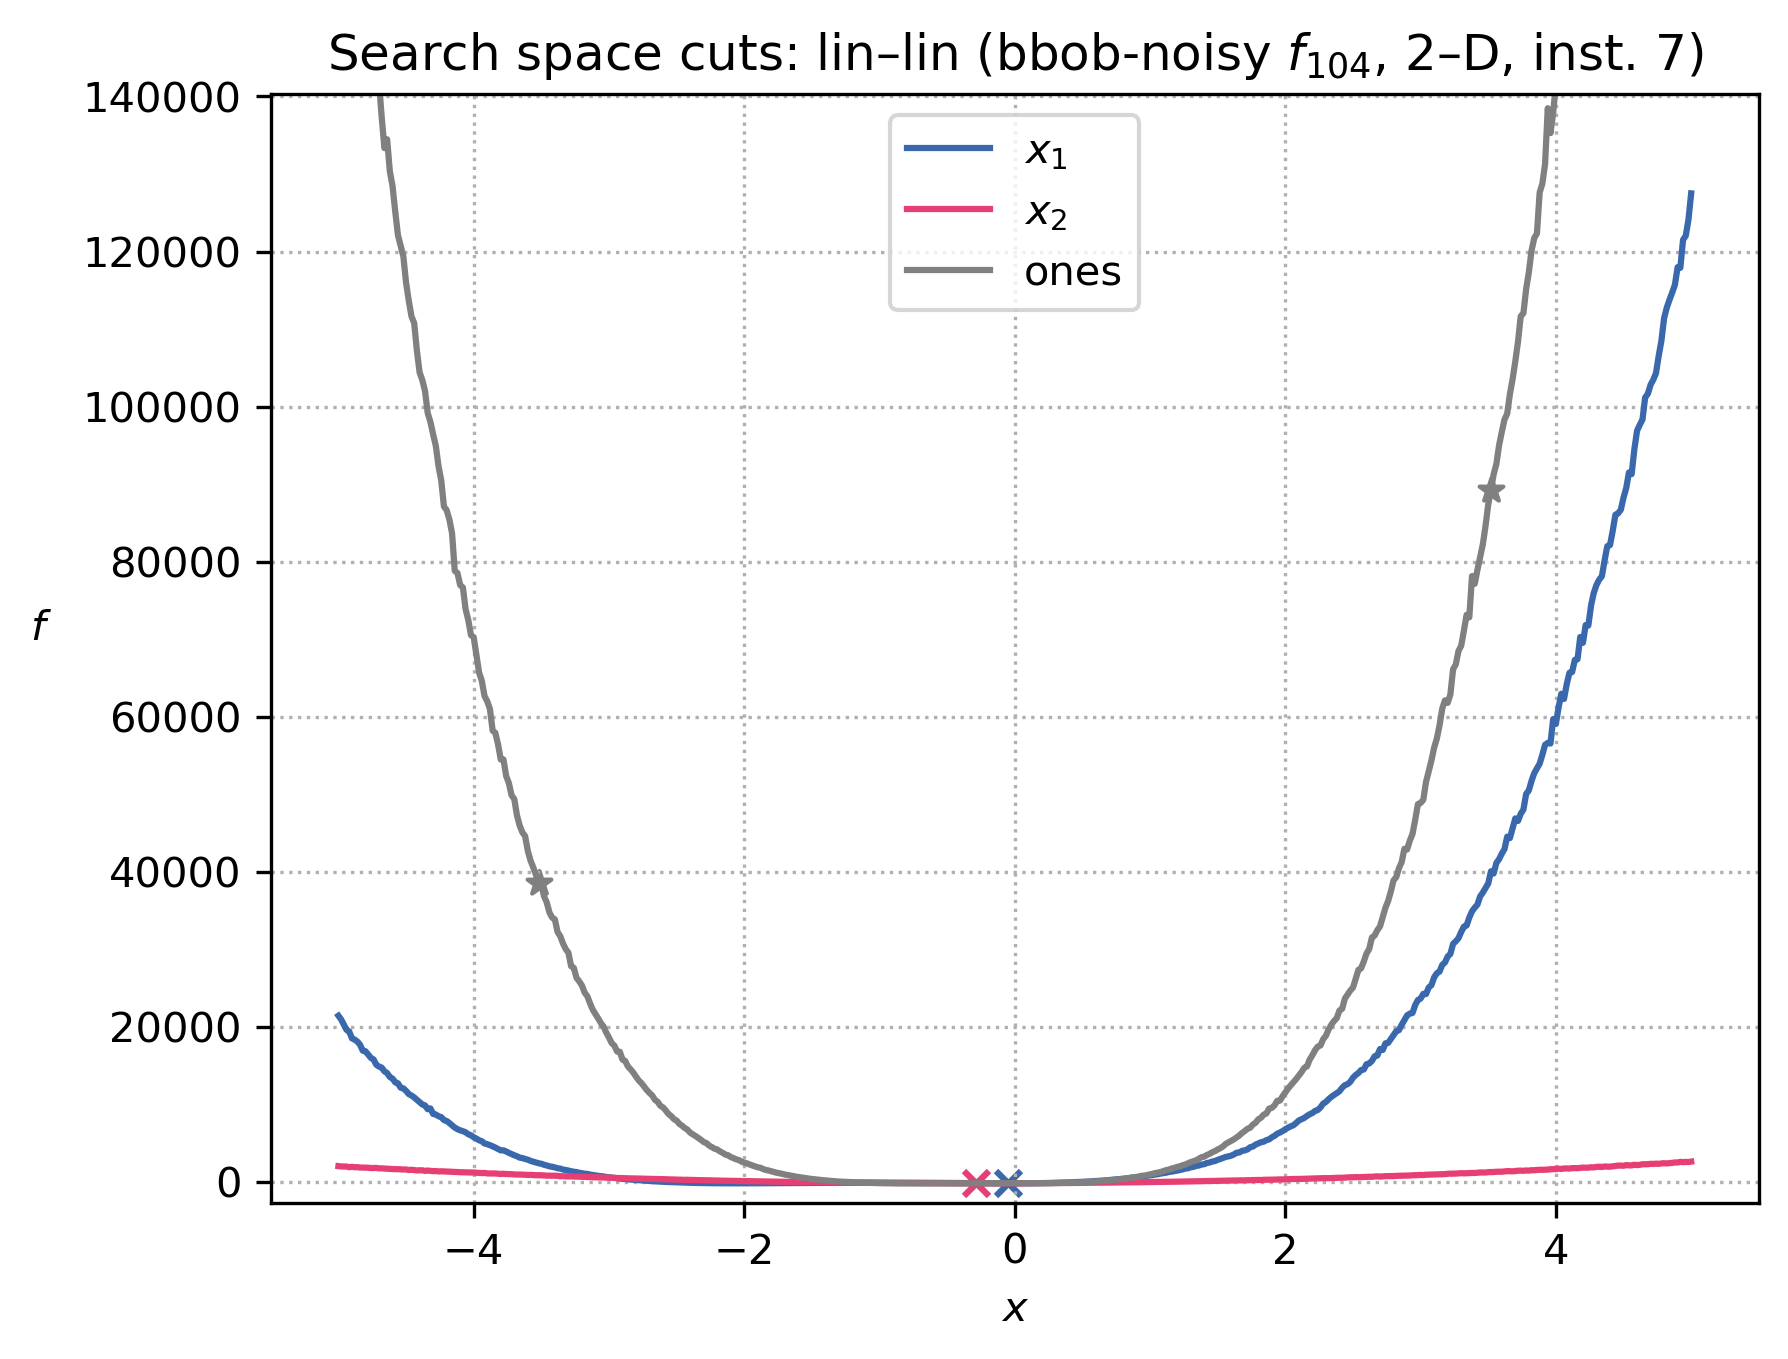 Search space cuts: lin–lin (bbob-noisy f₁₀₄, 2–D, inst. 7)
140000
120000
100000
80000
60000
40000
20000
0
f
x₁
x₂
ones
−4
−2
0
2
4
x